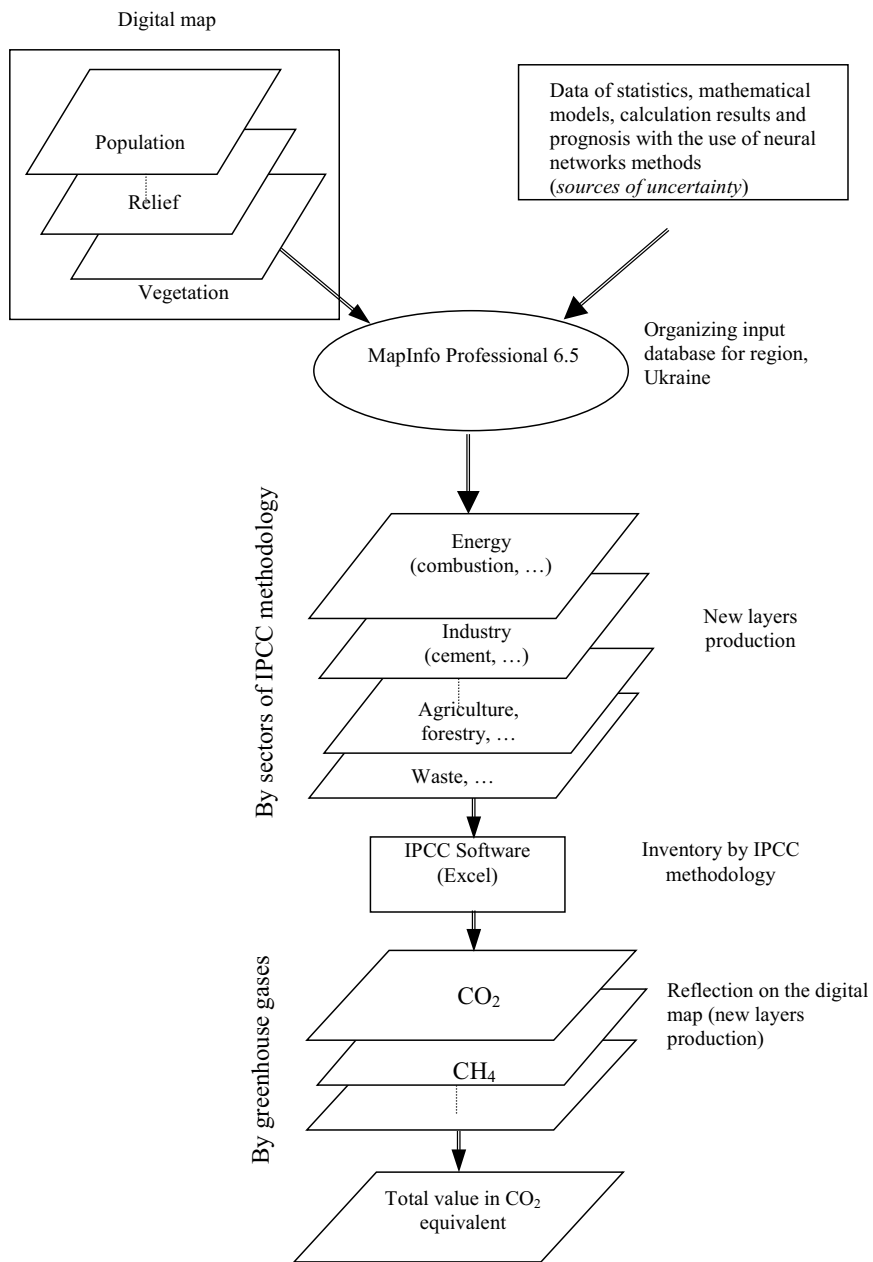 Digital map
Population
Relief
Vegetation
Data of statistics, mathematical
models, calculation results and
prognosis with the use of neural
networks methods
(sources of uncertainty)
MapInfo Professional 6.5
Organizing input
database for region,
Ukraine
By sectors of IPCC methodology
Energy
(combustion, …)
Industry
(cement, …)
Agriculture,
forestry, …
Waste, …
New layers
production
IPCC Software
(Excel)
Inventory by IPCC
methodology
By greenhouse gases
CO₂
CH₄
Reflection on the digital
map (new layers
production)
Total value in CO₂
equivalent